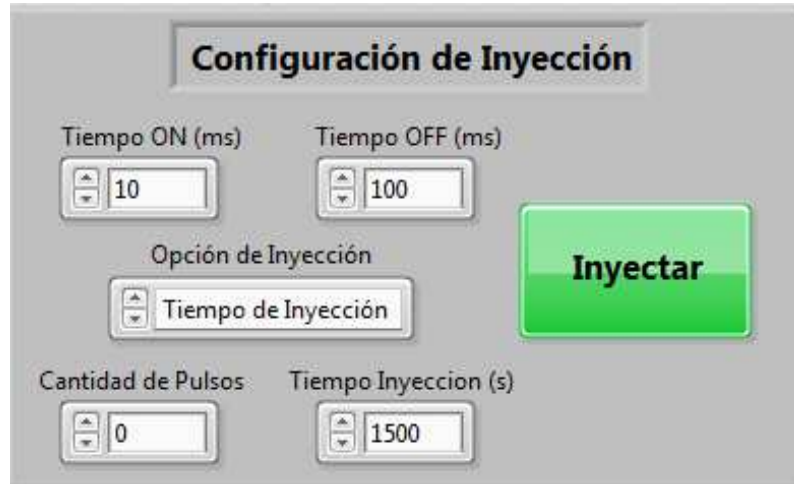 Configuración de Inyección
Tiempo ON (ms) Tiempo OFF (ms)
10 100
Opción de Inyección
Tiempo de Inyección
Inyectar
Cantidad de Pulsos Tiempo Inyeccion (s)
0 1500